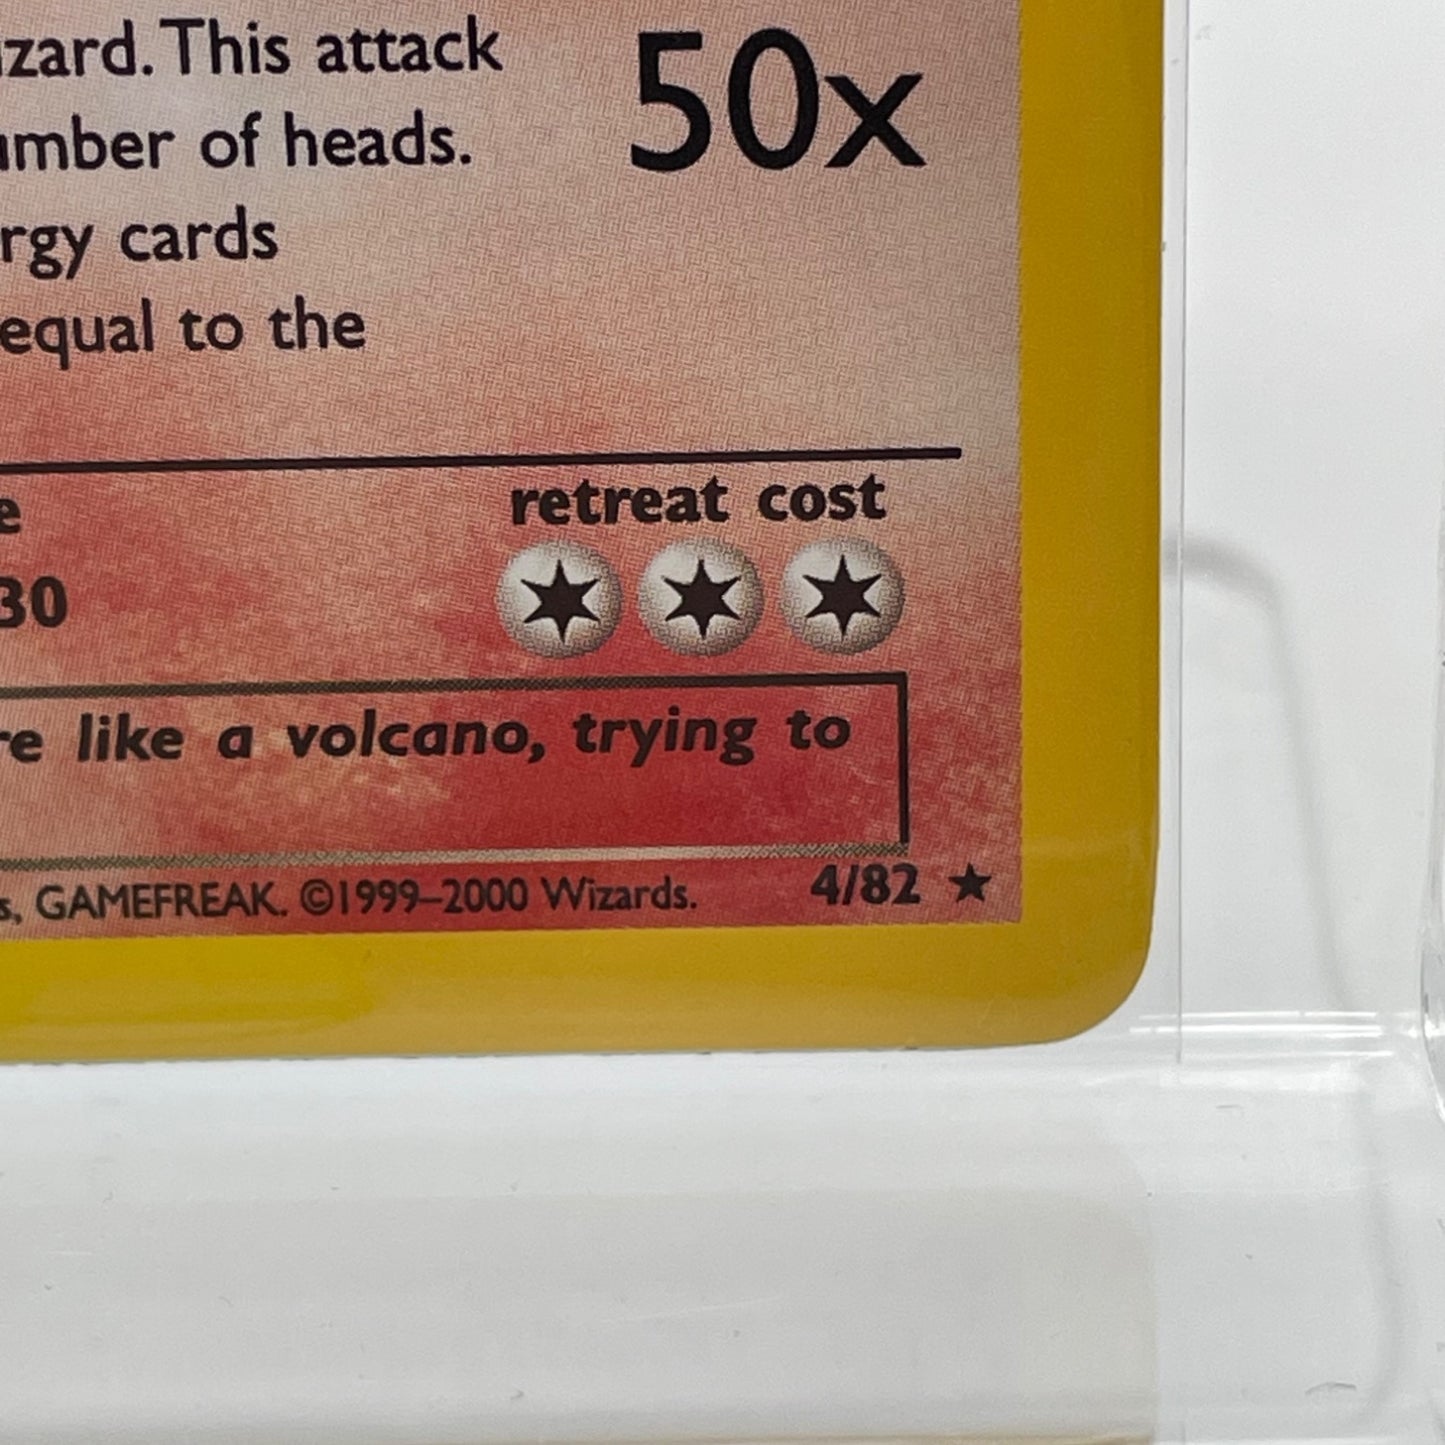 izard. This attack
50x
umber of heads.
rgy cards
equal to the
e
retreat cost
30
re like a volcano, trying to
s, GAMEFREAK. ©1999–2000 Wizards.
4/82 ★